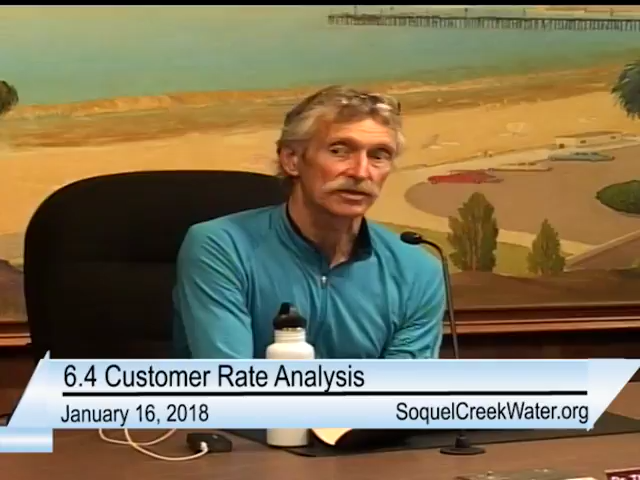 6.4 Customer Rate Analysis
January 16, 2018
SoquelCreekWater.org